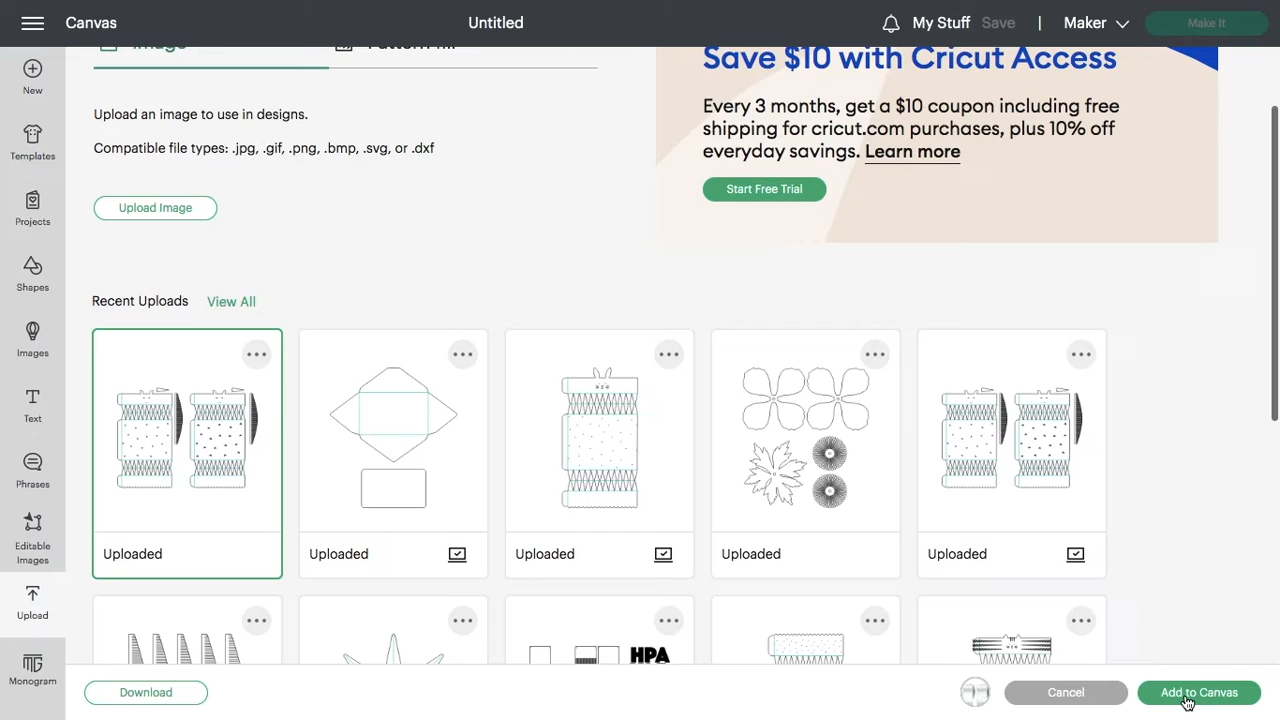 Canvas
Untitled
My Stuff
Save
|
Maker
Make It
New
Templates
Projects
Shapes
Images
Text
Phrases
Editable
Images
Upload
Monogram
Image
Pattern Fill
Upload an image to use in designs.
Compatible file types: .jpg, .gif, .png, .bmp, .svg, or .dxf
Upload Image
Save $10 with Cricut Access
Every 3 months, get a $10 coupon including free
shipping for cricut.com purchases, plus 10% off
everyday savings. Learn more
Start Free Trial
Recent Uploads View All
Uploaded
Uploaded
Uploaded
Uploaded
Uploaded
HPA
Download
Cancel
Add to Canvas